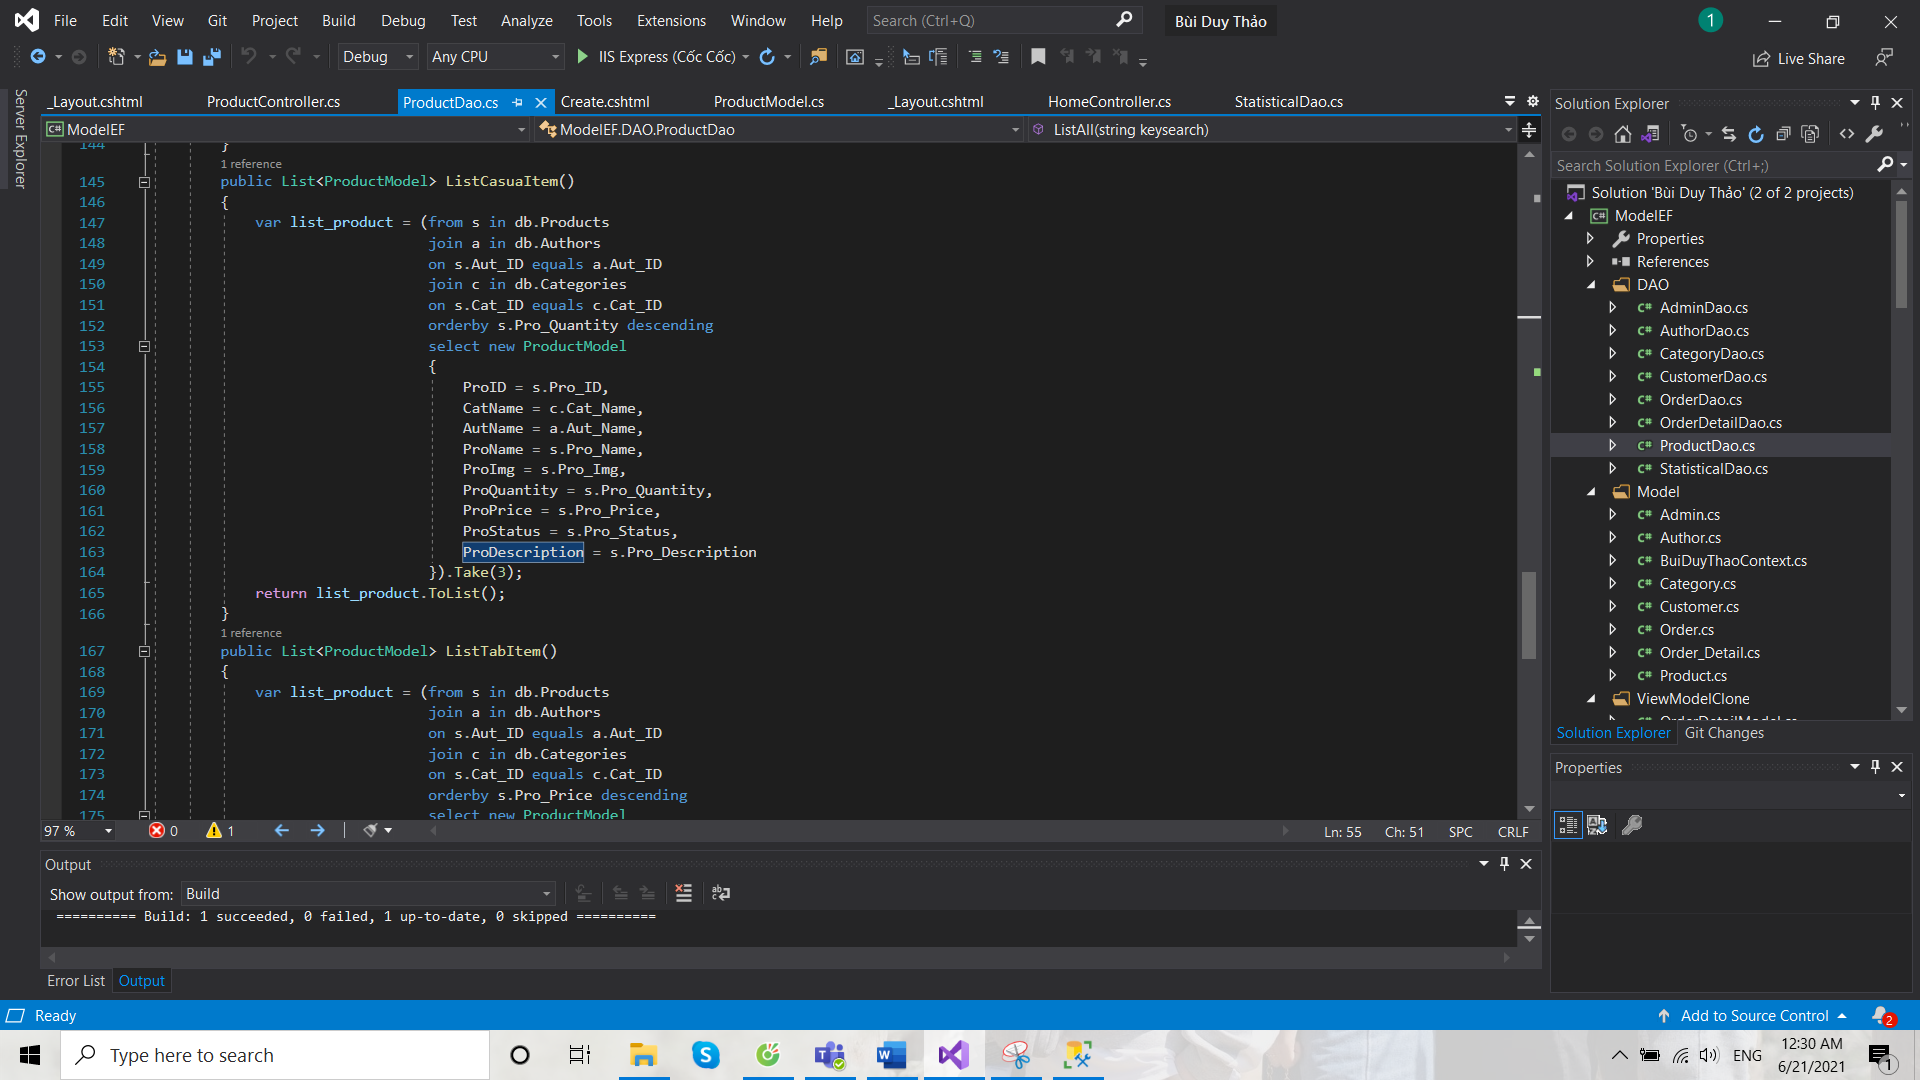 File Edit View Git Project Build Debug Test Analyze Tools Extensions Window Help Search (Ctrl+Q) Bùi Duy Thảo 1
Debug Any CPU IIS Express (Cốc Cốc) Live Share
Server Explorer
_Layout.cshtml ProductController.cs ProductDao.cs Create.cshtml ProductModel.cs _Layout.cshtml HomeController.cs StatisticalDao.cs
C# ModelEF ModelEF.DAO.ProductDao ListAll(string keysearch)
144 }
1 reference
145 public List<ProductModel> ListCasuaItem()
146 {
147 var list_product = (from s in db.Products
148 join a in db.Authors
149 on s.Aut_ID equals a.Aut_ID
150 join c in db.Categories
151 on s.Cat_ID equals c.Cat_ID
152 orderby s.Pro_Quantity descending
153 select new ProductModel
154 {
155 ProID = s.Pro_ID,
156 CatName = c.Cat_Name,
157 AutName = a.Aut_Name,
158 ProName = s.Pro_Name,
159 ProImg = s.Pro_Img,
160 ProQuantity = s.Pro_Quantity,
161 ProPrice = s.Pro_Price,
162 ProStatus = s.Pro_Status,
163 ProDescription = s.Pro_Description
164 }).Take(3);
165 return list_product.ToList();
166 }
1 reference
167 public List<ProductModel> ListTabItem()
168 {
169 var list_product = (from s in db.Products
170 join a in db.Authors
171 on s.Aut_ID equals a.Aut_ID
172 join c in db.Categories
173 on s.Cat_ID equals c.Cat_ID
174 orderby s.Pro_Price descending
175 select new ProductModel
97 % 0 1 Ln: 55 Ch: 51 SPC CRLF
Output
Show output from: Build
========== Build: 1 succeeded, 0 failed, 1 up-to-date, 0 skipped ==========
Error List Output
Solution Explorer
Search Solution Explorer (Ctrl+;)
Solution 'Bùi Duy Thảo' (2 of 2 projects)
C# ModelEF
Properties
References
DAO
C# AdminDao.cs
C# AuthorDao.cs
C# CategoryDao.cs
C# CustomerDao.cs
C# OrderDao.cs
C# OrderDetailDao.cs
C# ProductDao.cs
C# StatisticalDao.cs
Model
C# Admin.cs
C# Author.cs
C# BuiDuyThaoContext.cs
C# Category.cs
C# Customer.cs
C# Order.cs
C# Order_Detail.cs
C# Product.cs
ViewModelClone
OrderDetailModel.cs
Solution Explorer Git Changes
Properties
Ready Add to Source Control 2
Type here to search ENG 12:30 AM
6/21/2021 1